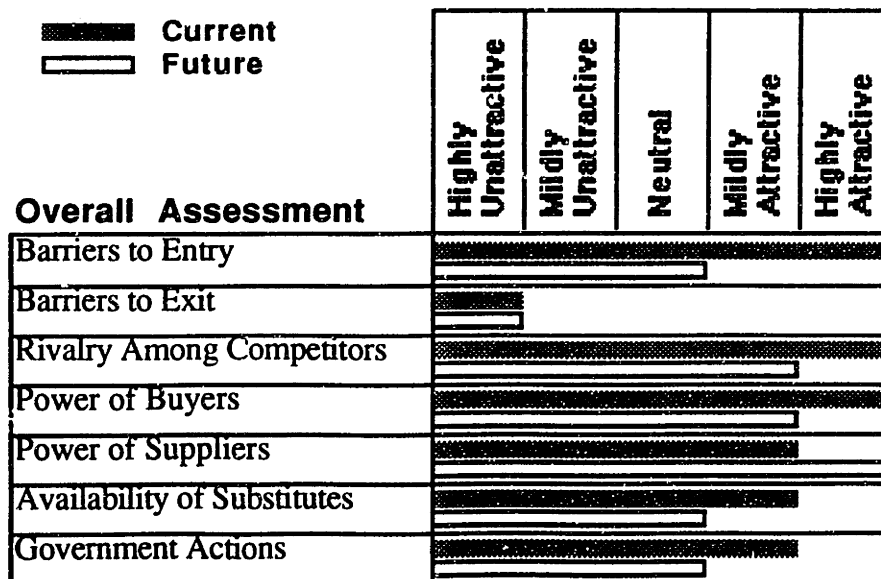 Current
Future
Highly Unattractive
Mildly Unattractive
Neutral
Mildly Attractive
Highly Attractive
Overall Assessment
Barriers to Entry
Barriers to Exit
Rivalry Among Competitors
Power of Buyers
Power of Suppliers
Availability of Substitutes
Government Actions